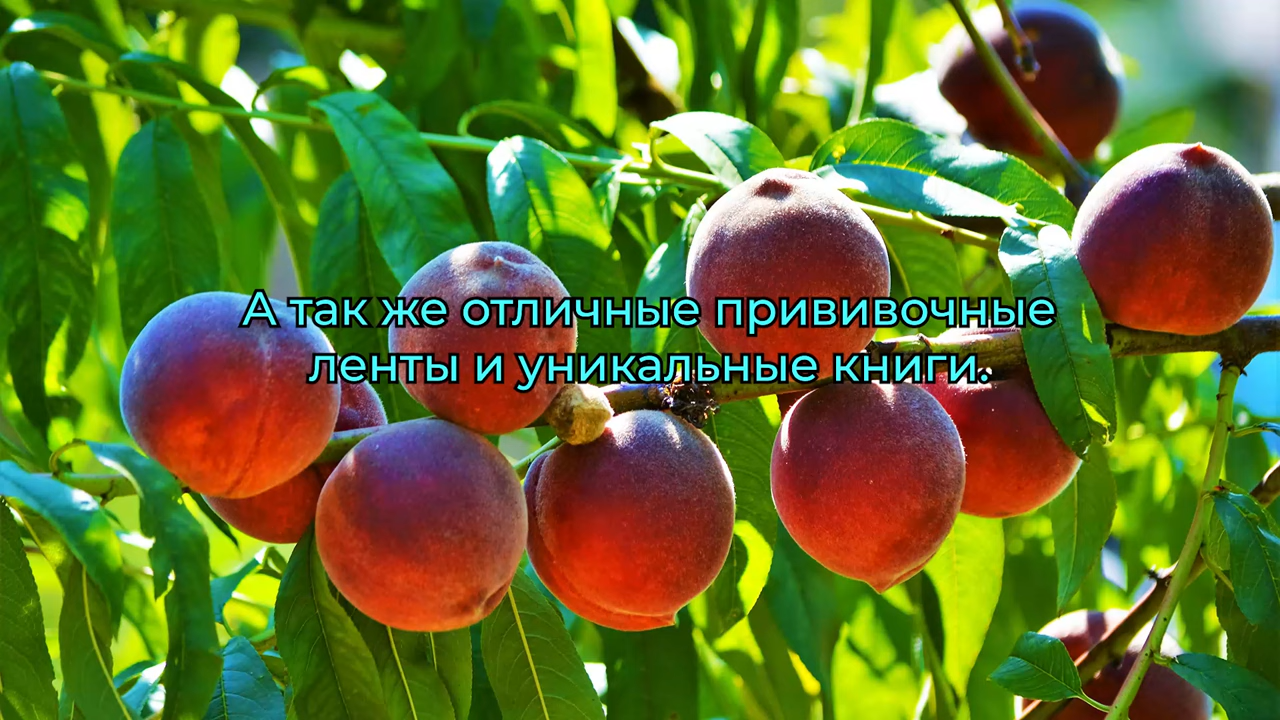 А так же отличные прививочные
ленты и уникальные книги.